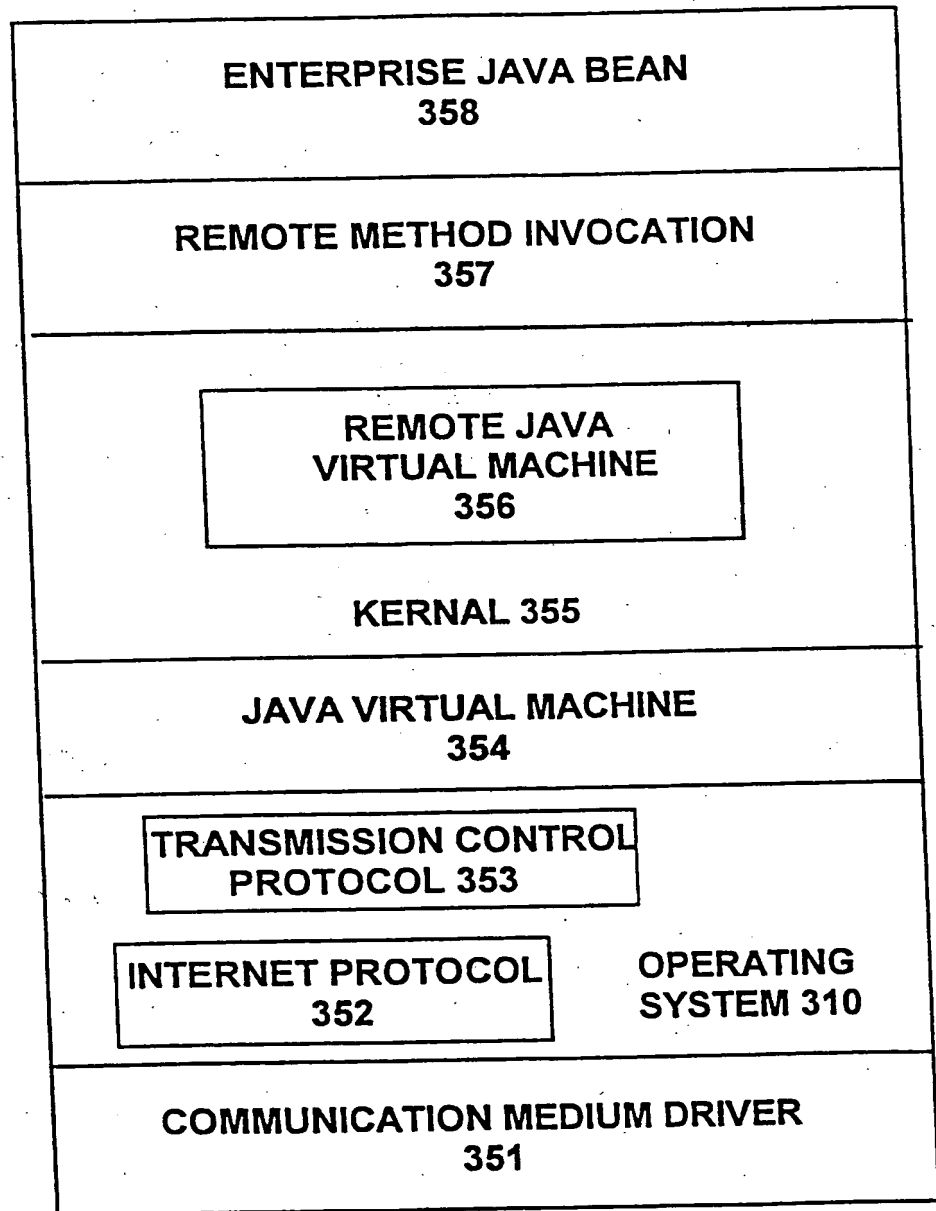 ENTERPRISE JAVA BEAN
358
REMOTE METHOD INVOCATION
357
REMOTE JAVA
VIRTUAL MACHINE
356
KERNAL 355
JAVA VIRTUAL MACHINE
354
TRANSMISSION CONTROL
PROTOCOL 353
INTERNET PROTOCOL
352
OPERATING
SYSTEM 310
COMMUNICATION MEDIUM DRIVER
351